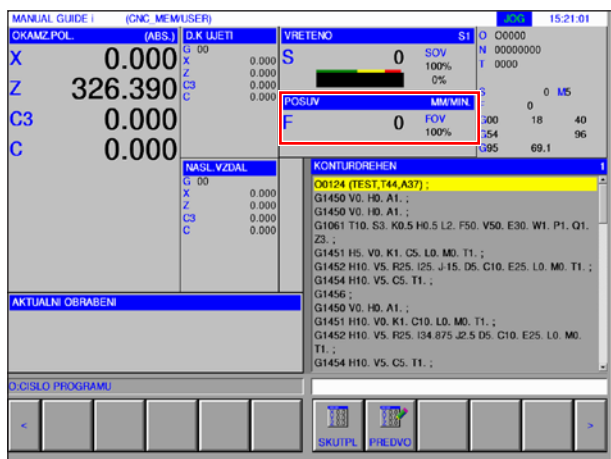 MANUAL GUIDE i (CNC_MEM/USER) JOG 15:21:01
OKAMZ.POL. (ABS.)
X 0.000
Z 326.390
C3 0.000
C 0.000
D.K UJETI
G 00
X 0.000
Z 0.000
C3 0.000
C 0.000
VRETENO S1
S 0 SOV
100%
0%
POSUV MM/MIN.
F 0 FOV
100%
O O0000
N 00000000
T 0000
S 0 M5
0
G00 18 40
G54 96
G95 69.1
NASL.VZDAL
G 00
X 0.000
Z 0.000
C3 0.000
C 0.000
KONTURDREHEN 1
O0124 (TEST,T44,A37) ;
G1450 V0. H0. A1. ;
G1450 V0. H0. A1. ;
G1061 T10. S3. K0.5 H0.5 L2. F50. V50. E30. W1. P1. Q1.
Z3. ;
G1451 H5. V0. K1. C5. L0. M0. T1. ;
G1452 H10. V5. R25. I25. J-15. D5. C10. E25. L0. M0. T1. ;
G1454 H10. V5. C5. T1. ;
G1456 ;
G1450 V0. H0. A1. ;
G1451 H10. V0. K1. C10. L0. M0. T1. ;
G1452 H10. V5. R25. I34.875 J2.5 D5. C10. E25. L0. M0.
T1. ;
G1454 H10. V5. C5. T1. ;
AKTUALNI OBRABENI
O:CISLO PROGRAMU
< SKUTPL PREDVO >